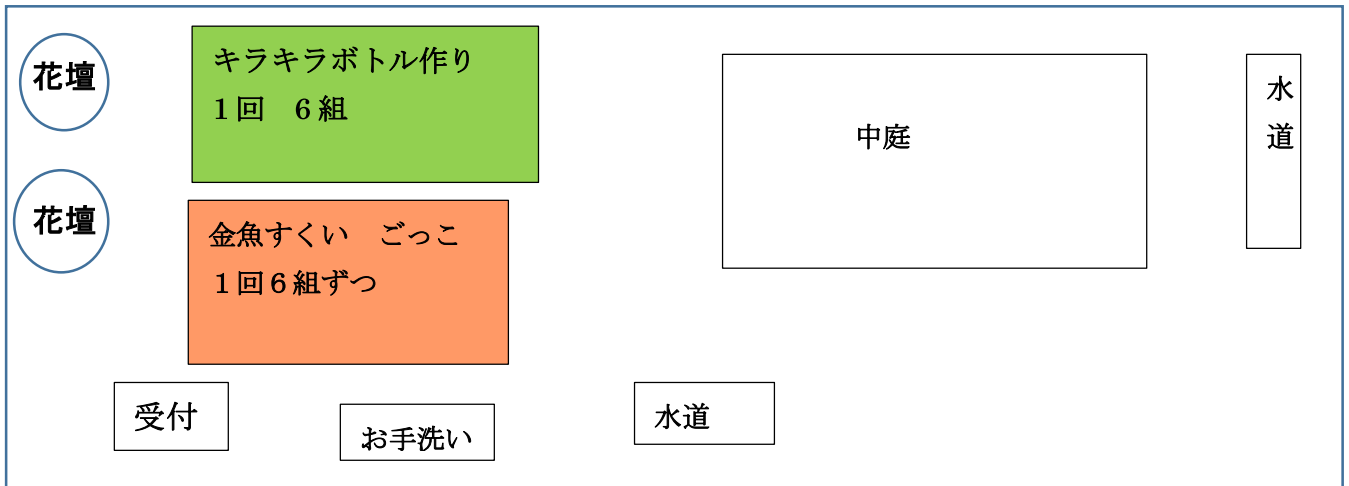 花壇
キラキラボトル作り
１回　６組
中庭
水
道
花壇
金魚すくい　ごっこ
１回６組ずつ
受付
お手洗い
水道